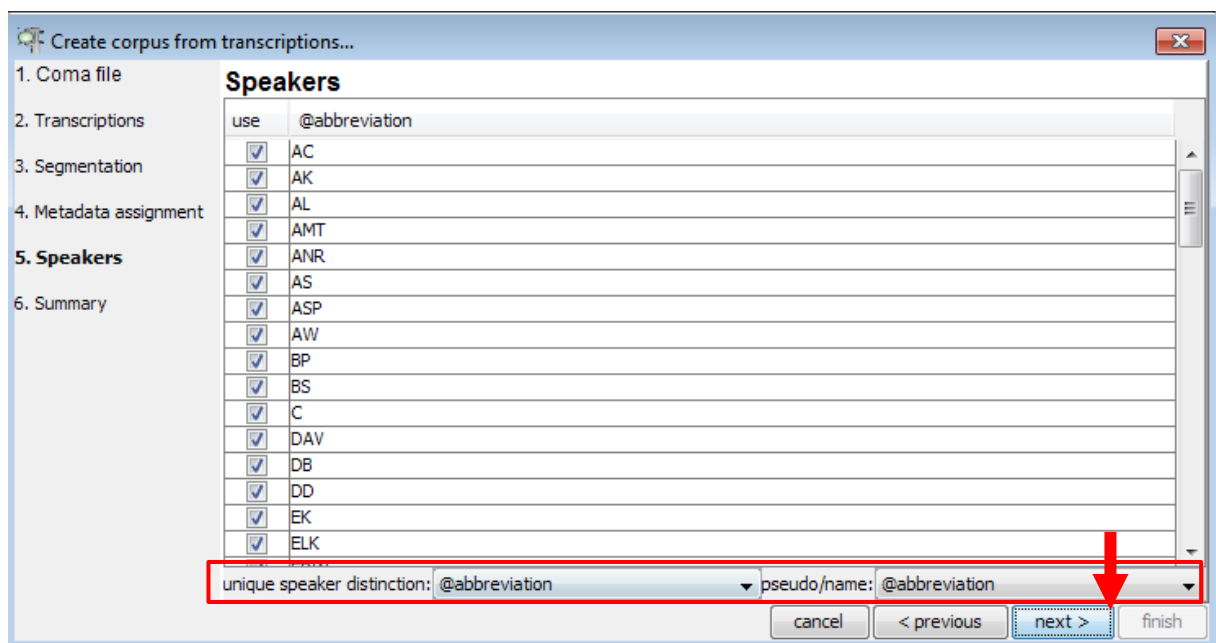 Create corpus from transcriptions...
1. Coma file
2. Transcriptions
3. Segmentation
4. Metadata assignment
5. Speakers
6. Summary
Speakers
use @abbreviation
AC
AK
AL
AMT
ANR
AS
ASP
AW
BP
BS
C
DAV
DB
DD
EK
ELK
unique speaker distinction: @abbreviation pseudo/name: @abbreviation
cancel < previous next > finish